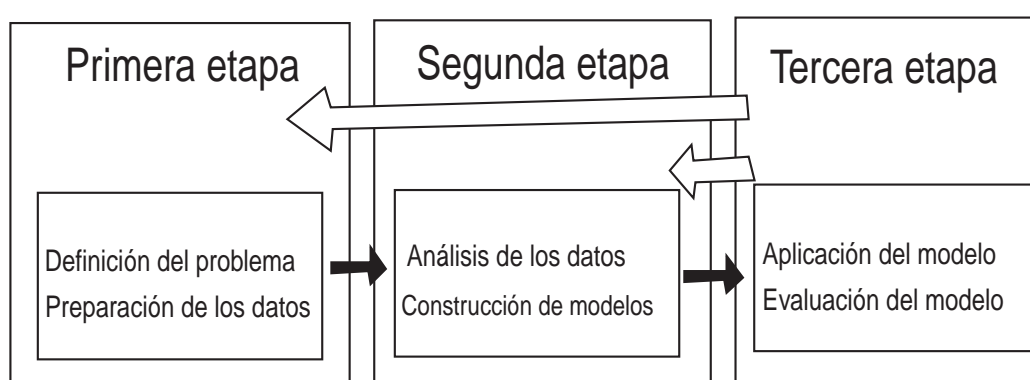 Primera etapa
Definición del problema
Preparación de los datos
Segunda etapa
Análisis de los datos
Construcción de modelos
Tercera etapa
Aplicación del modelo
Evaluación del modelo